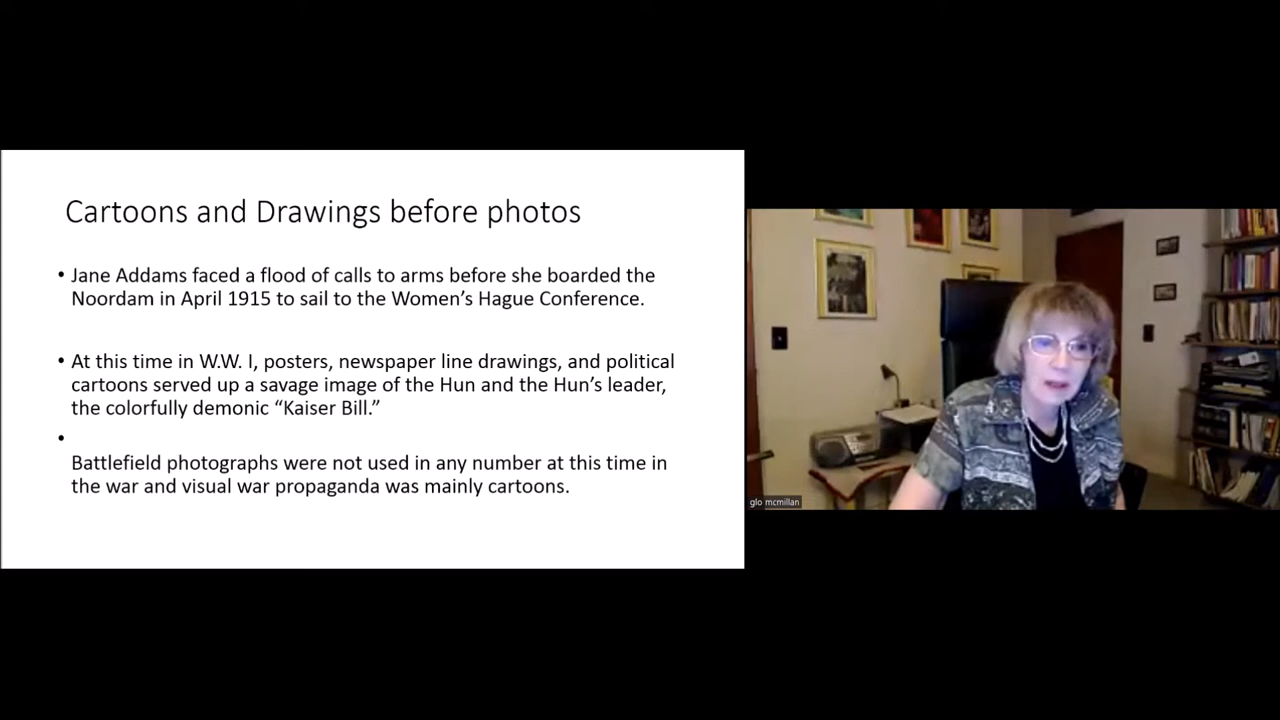 Cartoons and Drawings before photos
• Jane Addams faced a flood of calls to arms before she boarded the
Noordam in April 1915 to sail to the Women’s Hague Conference.
• At this time in W.W. I, posters, newspaper line drawings, and political
cartoons served up a savage image of the Hun and the Hun’s leader,
the colorfully demonic “Kaiser Bill.”
•
Battlefield photographs were not used in any number at this time in
the war and visual war propaganda was mainly cartoons.
glo mcmillan